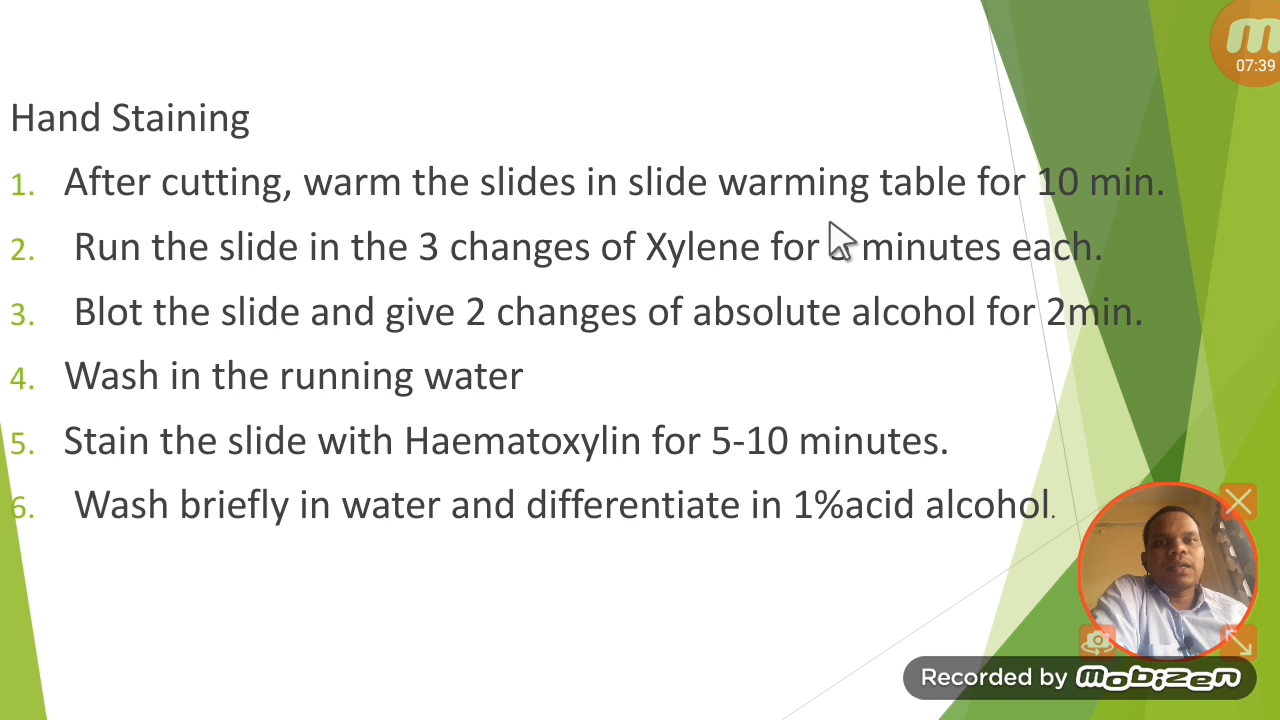 07:39
Hand Staining
1. After cutting, warm the slides in slide warming table for 10 min.
2. Run the slide in the 3 changes of Xylene for minutes each.
3. Blot the slide and give 2 changes of absolute alcohol for 2min.
4. Wash in the running water
5. Stain the slide with Haematoxylin for 5-10 minutes.
6. Wash briefly in water and differentiate in 1%acid alcohol.
Recorded by mobizen